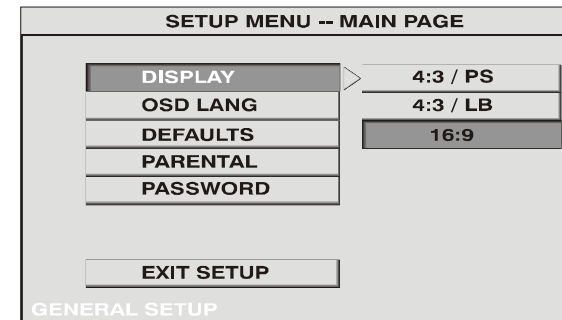 SETUP MENU -- MAIN PAGE
DISPLAY
4:3 / PS
OSD LANG
4:3 / LB
DEFAULTS
16:9
PARENTAL
PASSWORD
EXIT SETUP
GENERAL SETUP